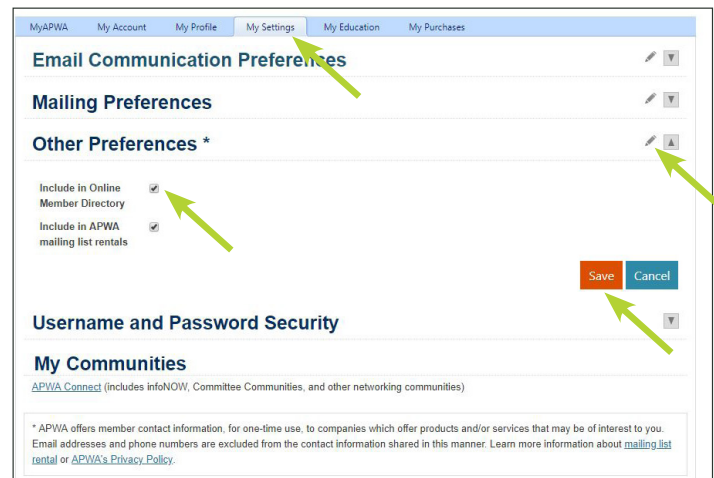 MyAPWA My Account My Profile My Settings My Education My Purchases
Email Communication Preferences
Mailing Preferences
Other Preferences *
Include in Online
Member Directory
Include in APWA
mailing list rentals
Save Cancel
Username and Password Security
My Communities
APWA Connect (includes infoNOW, Committee Communities, and other networking communities)
* APWA offers member contact information, for one-time use, to companies which offer products and/or services that may be of interest to you.
Email addresses and phone numbers are excluded from the contact information shared in this manner. Learn more information about mailing list
rental or APWA's Privacy Policy.